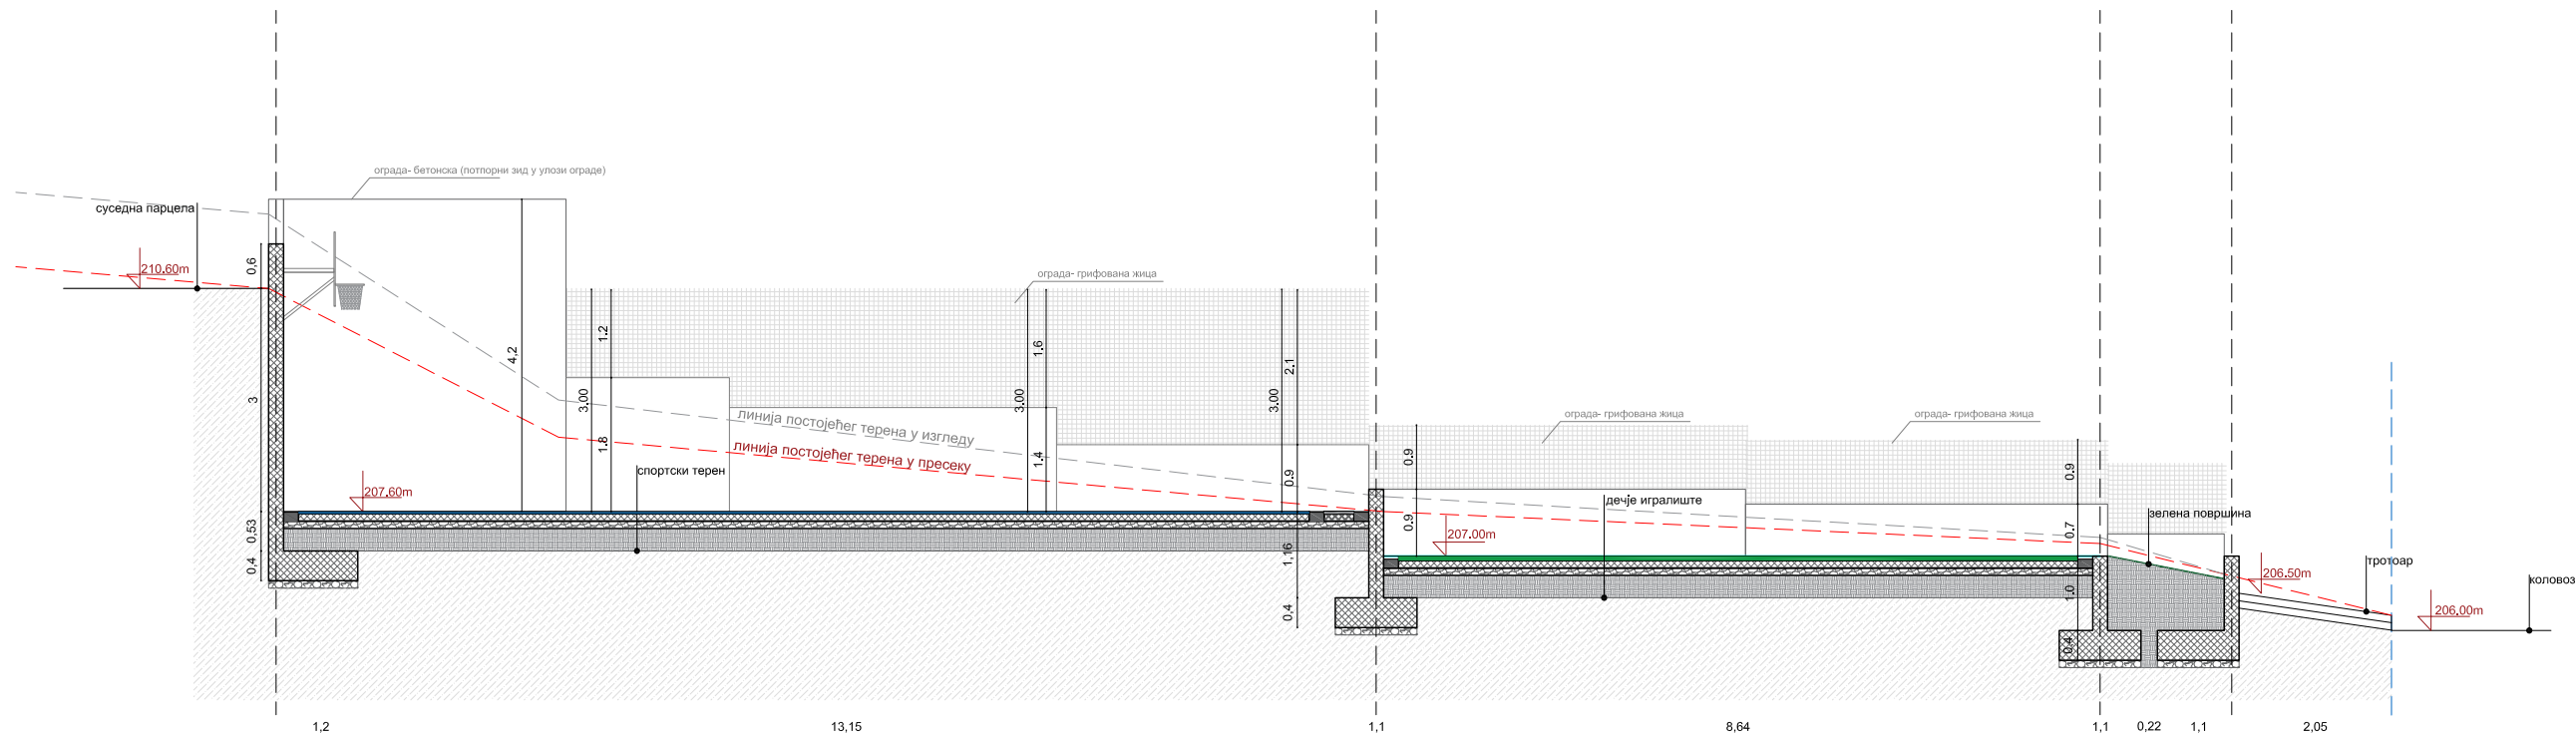 ограда- бетонска (потпорни зид у улози ограде)
суседна парцела
210.60m
0,6
ограда- грифована жица
1.2
1.6
4,2
2,1
3
3.00
3.00
3.00
ограда- грифована жица
ограда- грифована жица
линија постојећег терена у изгледу
линија постојећег терена у пресеку
1.8
1.4
0.9
0.9
0.9
спортски терен
207.60m
дечје игралиште
0.9
0.7
зелена површина
0,53
0,4
207.00m
1,16
0,4
1.0
0,4
206.50m
тротоар
коловоз
206,00m
1,2
13,15
1,1
8,64
1,1
0,22
1,1
2,05